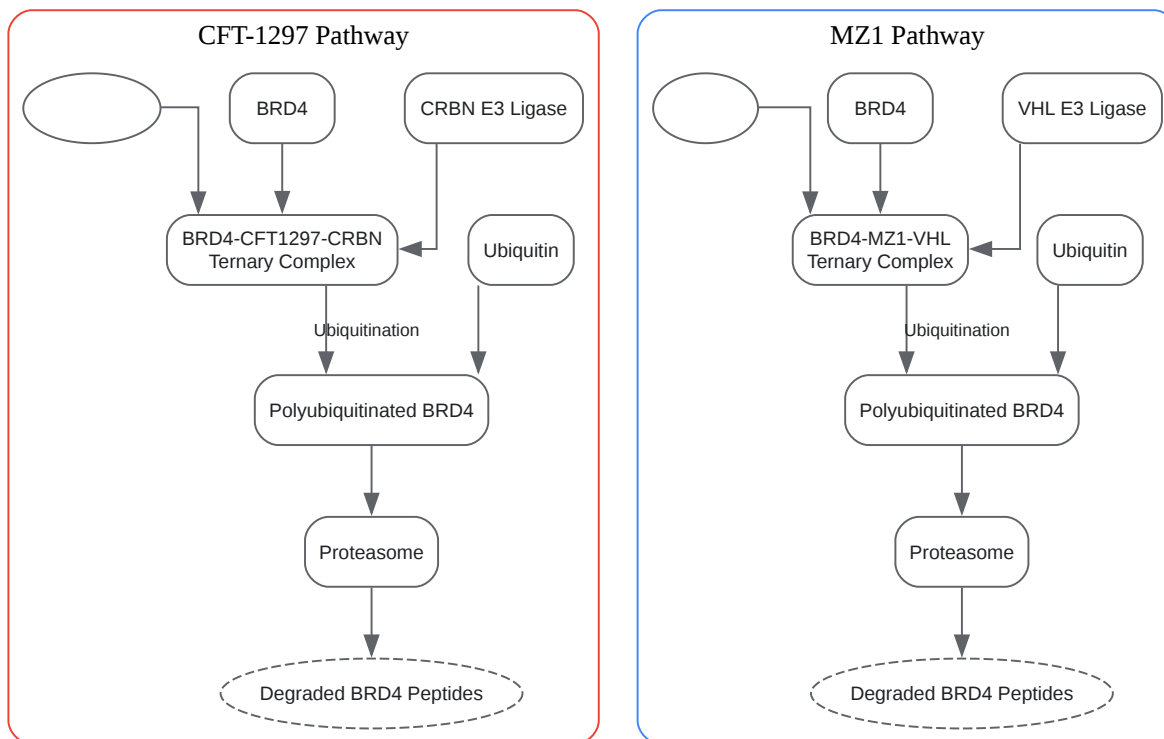 CFT-1297 Pathway
BRD4
CRBN E3 Ligase
BRD4-CFT1297-CRBN
Ternary Complex
Ubiquitin
Ubiquitination
Polyubiquitinated BRD4
Proteasome
Degraded BRD4 Peptides
MZ1 Pathway
BRD4
VHL E3 Ligase
BRD4-MZ1-VHL
Ternary Complex
Ubiquitin
Ubiquitination
Polyubiquitinated BRD4
Proteasome
Degraded BRD4 Peptides